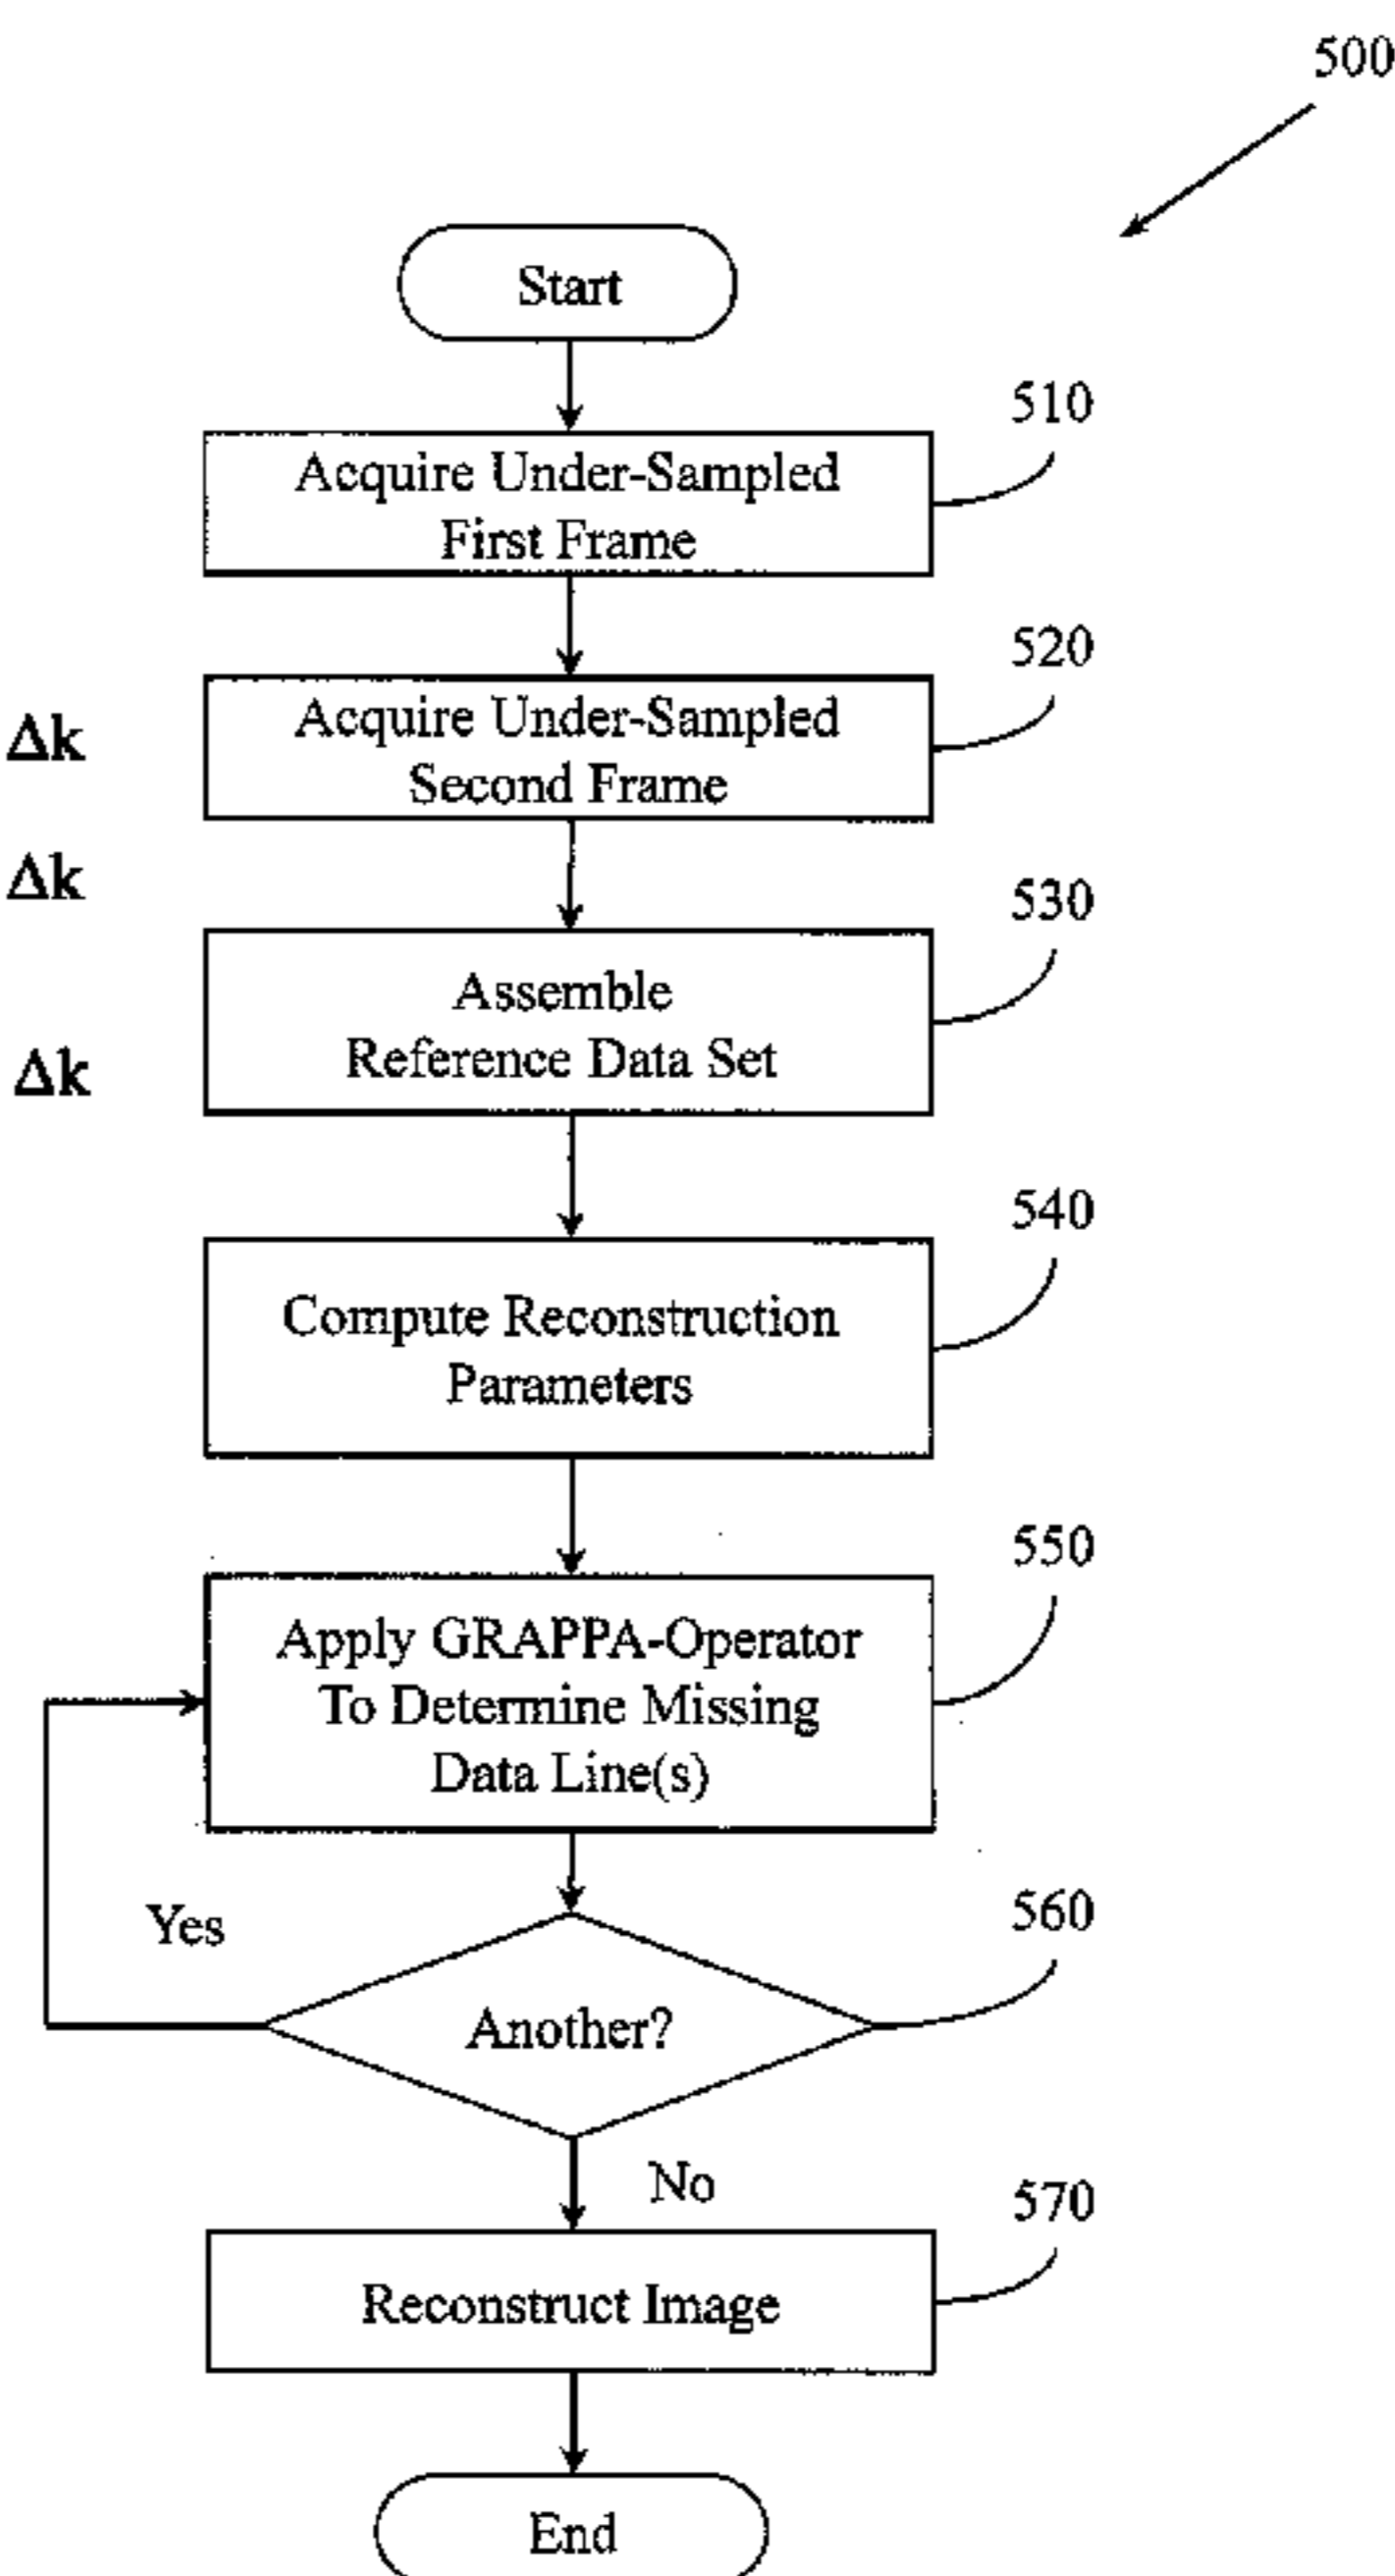 500
Start
510
Acquire Under-Sampled
First Frame
520
Acquire Under-Sampled
Second Frame
Δk
Δk
530
Assemble
Reference Data Set
Δk
540
Compute Reconstruction
Parameters
550
Apply GRAPPA-Operator
To Determine Missing
Data Line(s)
Yes
560
Another?
No
570
Reconstruct Image
End